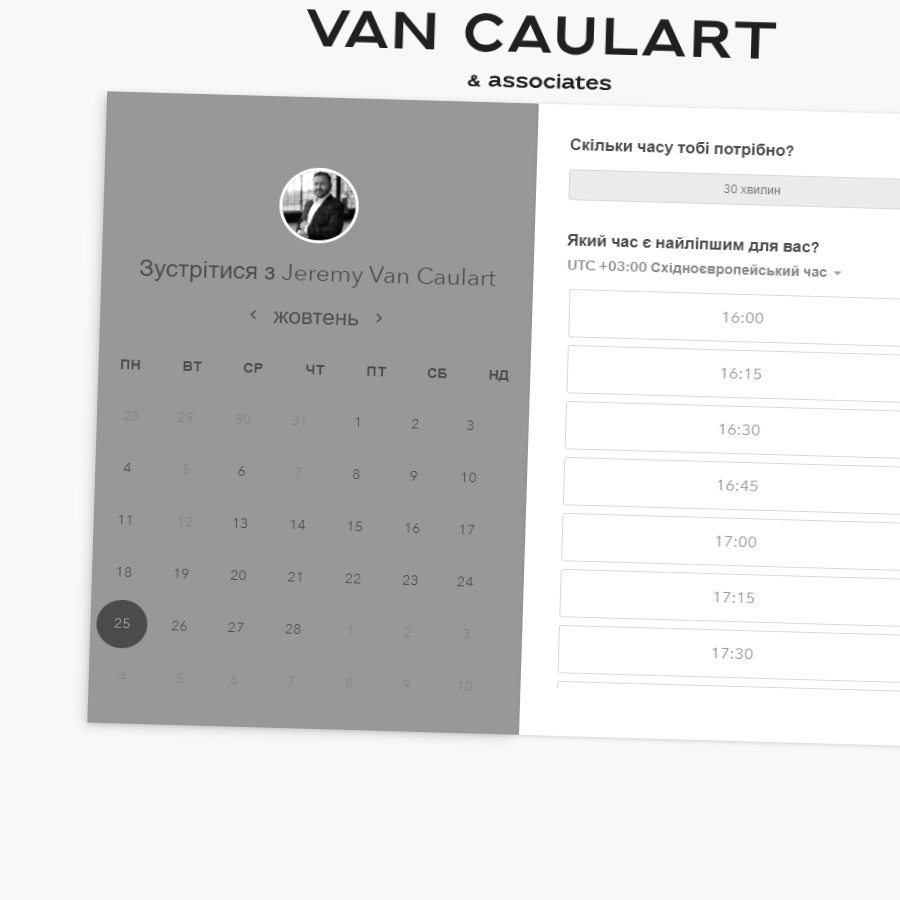 VAN CAULART
& associates
Зустрітися з Jeremy Van Caulart
жовтень
ПН ВТ СР ЧТ ПТ СБ НД
28 29 30 31 1 2 3
4 5 6 7 8 9 10
11 12 13 14 15 16 17
18 19 20 21 22 23 24
25 26 27 28 1 2 3
4 5 6 7 8 9 10
Скільки часу тобі потрібно?
30 хвилин
Який час є найліпшим для вас?
UTC +03:00 Східноєвропейський час
16:00
16:15
16:30
16:45
17:00
17:15
17:30